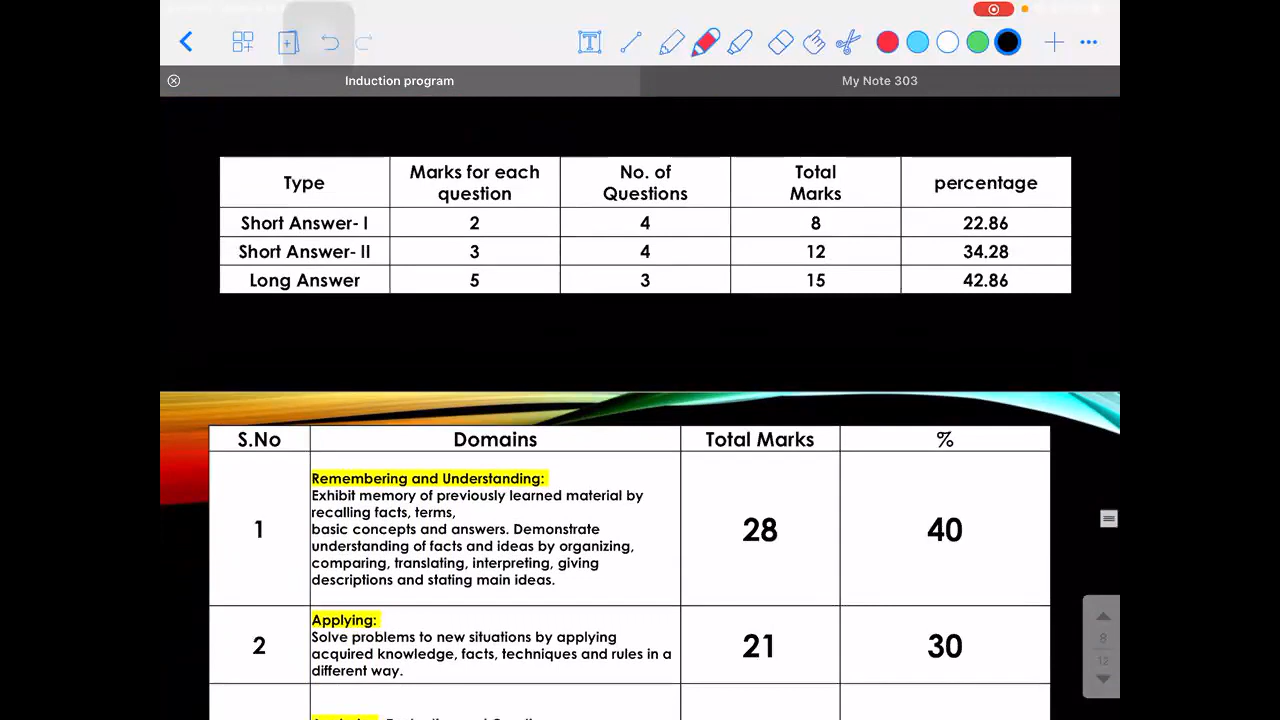 Induction program
My Note 303
Type
Marks for each
question
No. of
Questions
Total
Marks
percentage
Short Answer- I
2
4
8
22.86
Short Answer- II
3
4
12
34.28
Long Answer
5
3
15
42.86
S.No
Domains
Total Marks
%
1
Remembering and Understanding:
Exhibit memory of previously learned material by
recalling facts, terms,
basic concepts and answers. Demonstrate
understanding of facts and ideas by organizing,
comparing, translating, interpreting, giving
descriptions and stating main ideas.
28
40
2
Applying:
Solve problems to new situations by applying
acquired knowledge, facts, techniques and rules in a
different way.
21
30
8
12